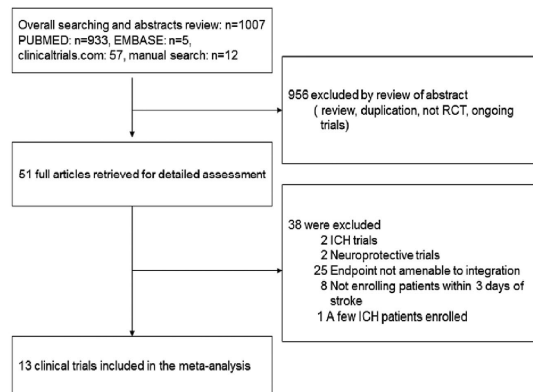 Overall searching and abstracts review: n=1007
PUBMED: n=933, EMBASE: n=5,
clinicaltrials.com: 57, manual search: n=12
956 excluded by review of abstract
( review, duplication, not RCT, ongoing
trials)
51 full articles retrieved for detailed assessment
38 were excluded
2 ICH trials
2 Neuroprotective trials
25 Endpoint not amenable to integration
8 Not enrolling patients within 3 days of
stroke
1 A few ICH patients enrolled
13 clinical trials included in the meta-analysis